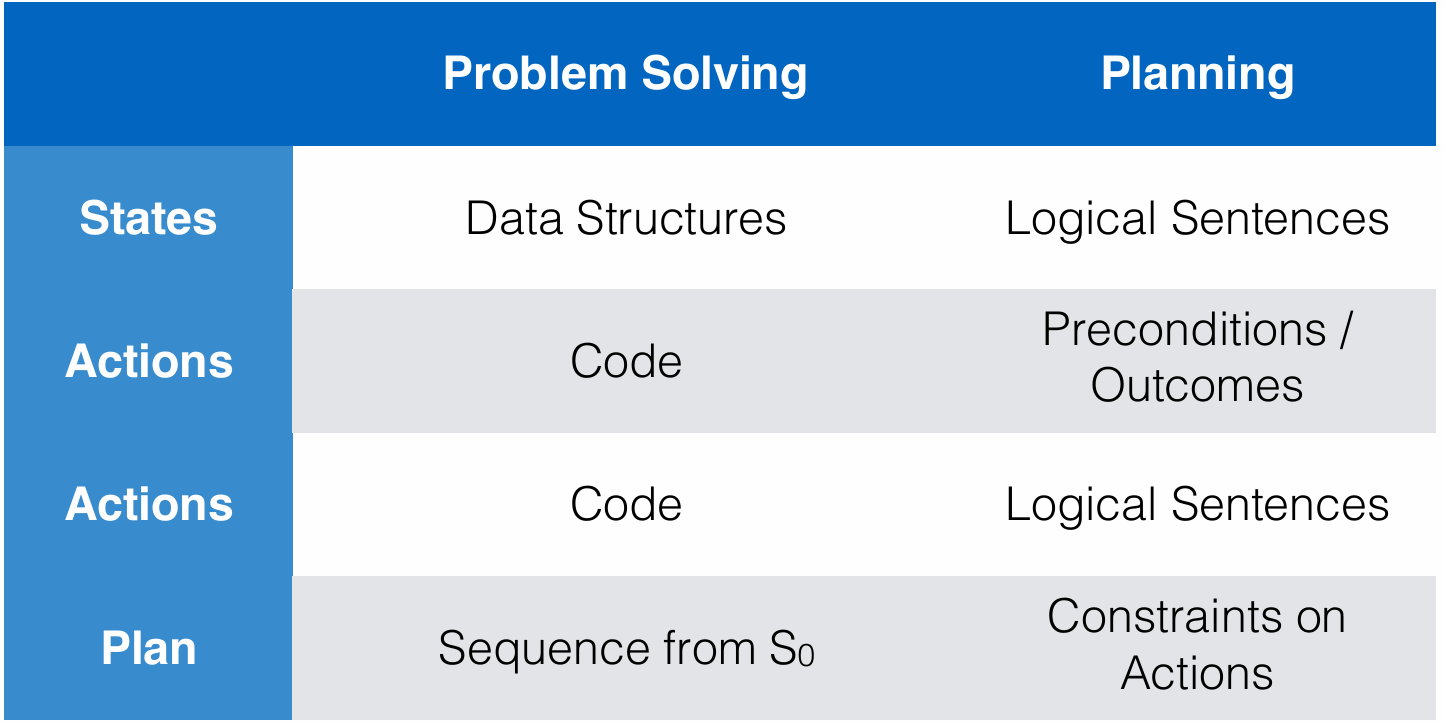 Problem Solving Planning
States Data Structures Logical Sentences
Actions Code Preconditions /
Outcomes
Actions Code Logical Sentences
Plan Sequence from S₀ Constraints on
Actions